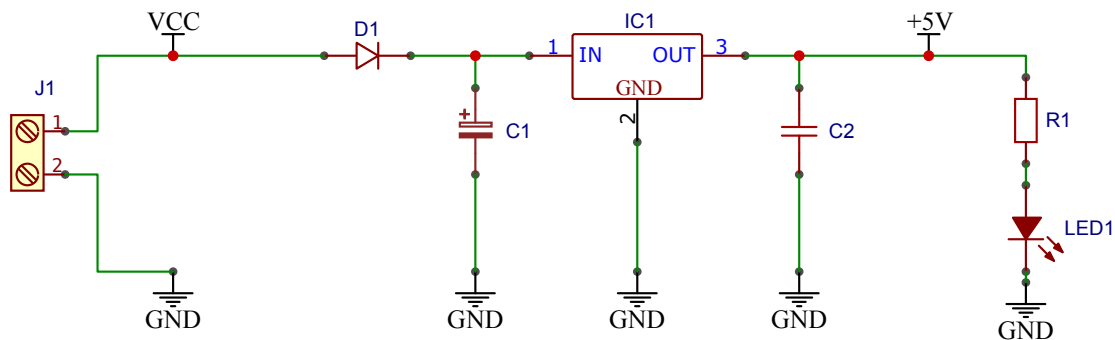 VCC
D1
IC1
+5V
1
IN
OUT
3
J1
GND
1
C1
2
C2
R1
2
LED1
GND
GND
GND
GND
GND